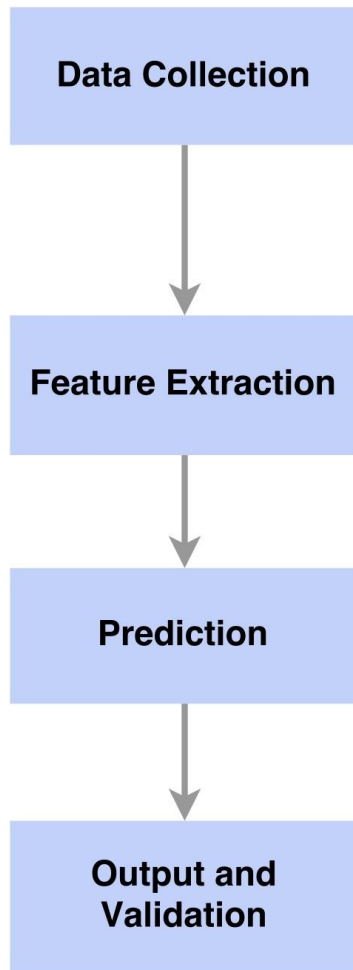 Data Collection
Feature Extraction
Prediction
Output and
Validation